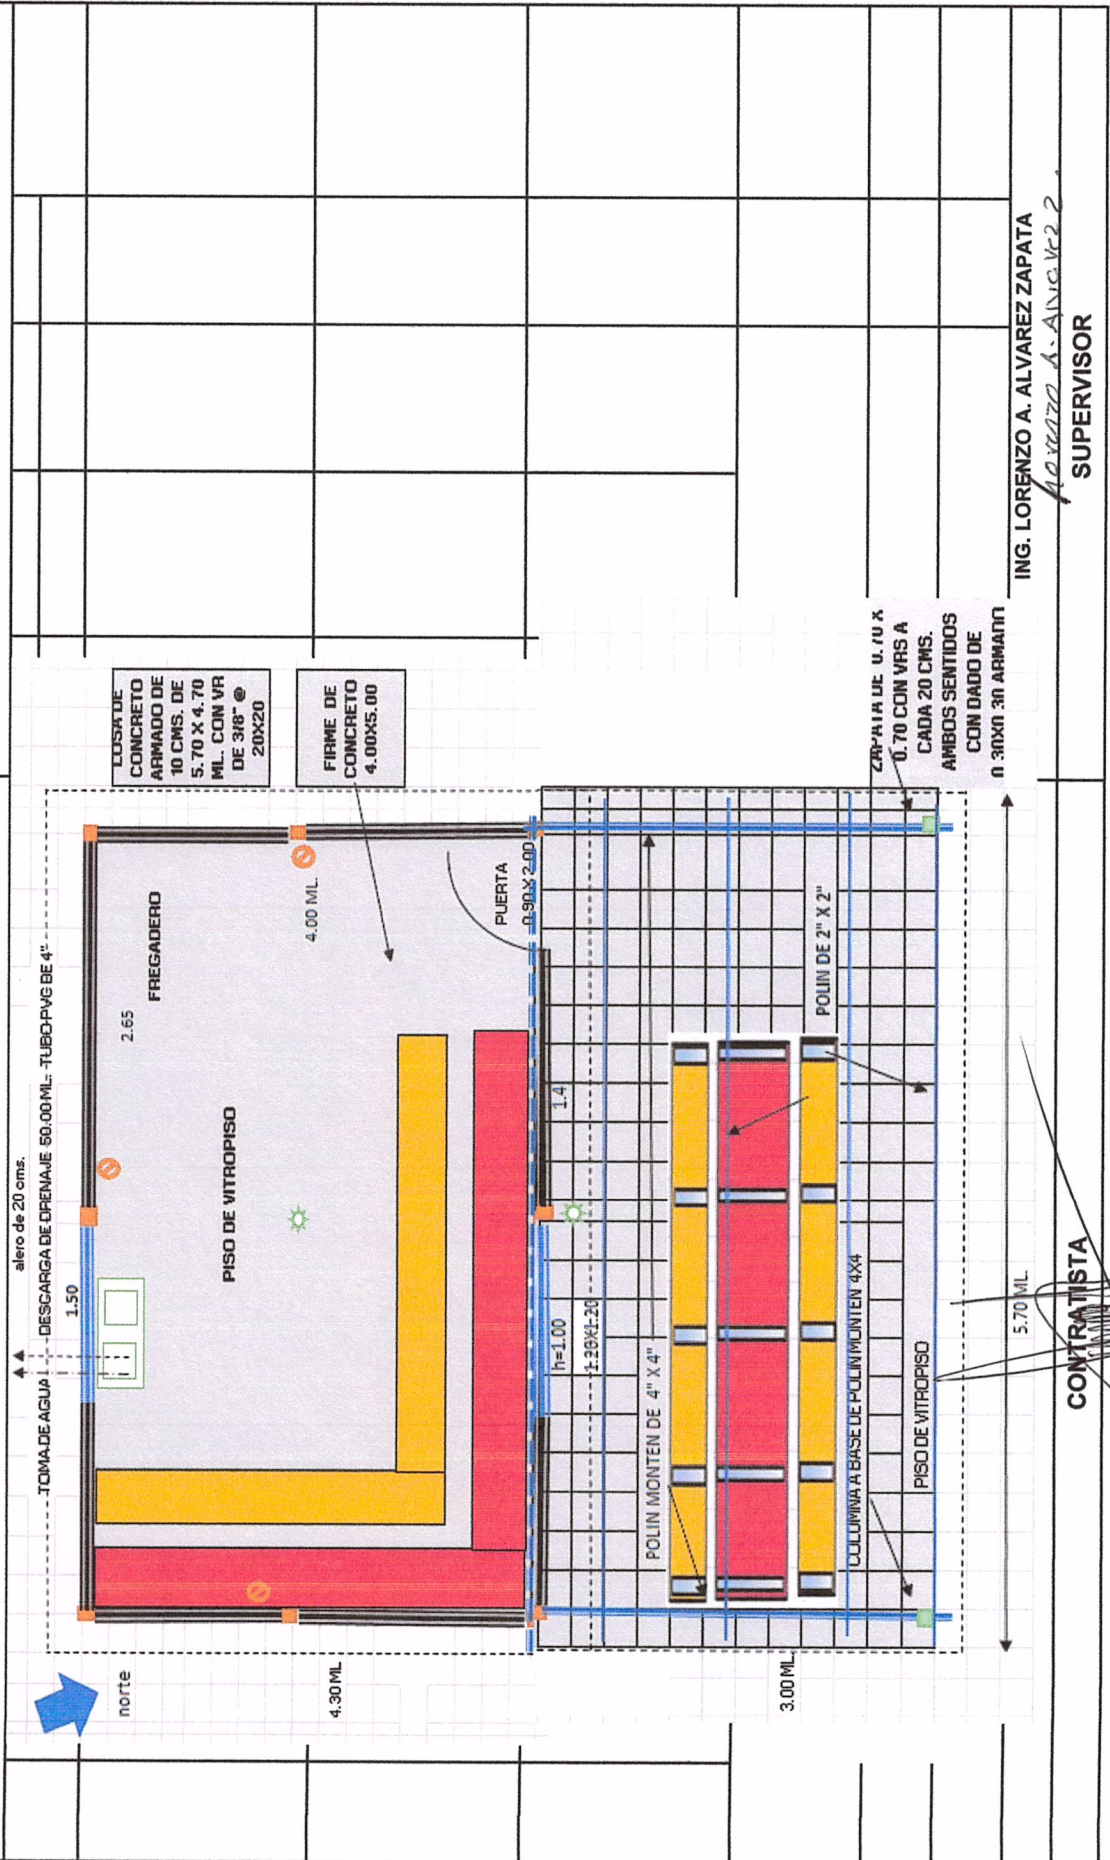 alero de 20 cms.
TOMA DE AGUA
DESCARGA DE DRENAJE 50.00 ML. TUBO PVC DE 4"
norte
1.50
2.65
FREGADERO
PISO DE VITROPISO
4.00 ML.
4.30 ML
PUERTA
0.90 X 2.00
LOSA DE
CONCRETO
ARMADO DE
10 CMS. DE
5.70 X 4.70
ML. CON VR
DE 3/8" @
20X20
FIRME DE
CONCRETO
4.00X5.00
h=1.00
1.4
1.20X1.20
POLIN MONTEN DE 4" X 4"
POLIN DE 2" X 2"
COLUMNA A BASE DE POLIN MONTEN 4X4
PISO DE VITROPISO
3.00 ML.
5.70 ML.
ZAPATA DE 0.70 X
0.70 CON VRS A
CADA 20 CMS.
AMBOS SENTIDOS
CON DADO DE
0.30X0.30 ARMADO
CONTRATISTA
ING. LORENZO A. ALVAREZ ZAPATA
Lorenzo A. Alvarez Z.
SUPERVISOR